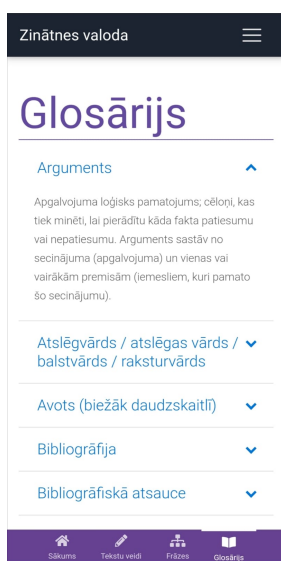 Zinātnes valoda
Glosārijs
Arguments
Apgalvojuma loģisks pamatojums; cēloņi, kas
tiek minēti, lai pierādītu kāda fakta patiesumu
vai nepatiesumu. Arguments sastāv no
secinājuma (apgalvojuma) un vienas vai
vairākām premisām (iemesliem, kuri pamato
šo secinājumu).
Atslēgvārds / atslēgas vārds /
balstvārds / raksturvārds
Avots (biežāk daudzskaitlī)
Bibliogrāfija
Bibliogrāfiskā atsauce
Sākums Tekstu veidi Frāzes Glosārijs